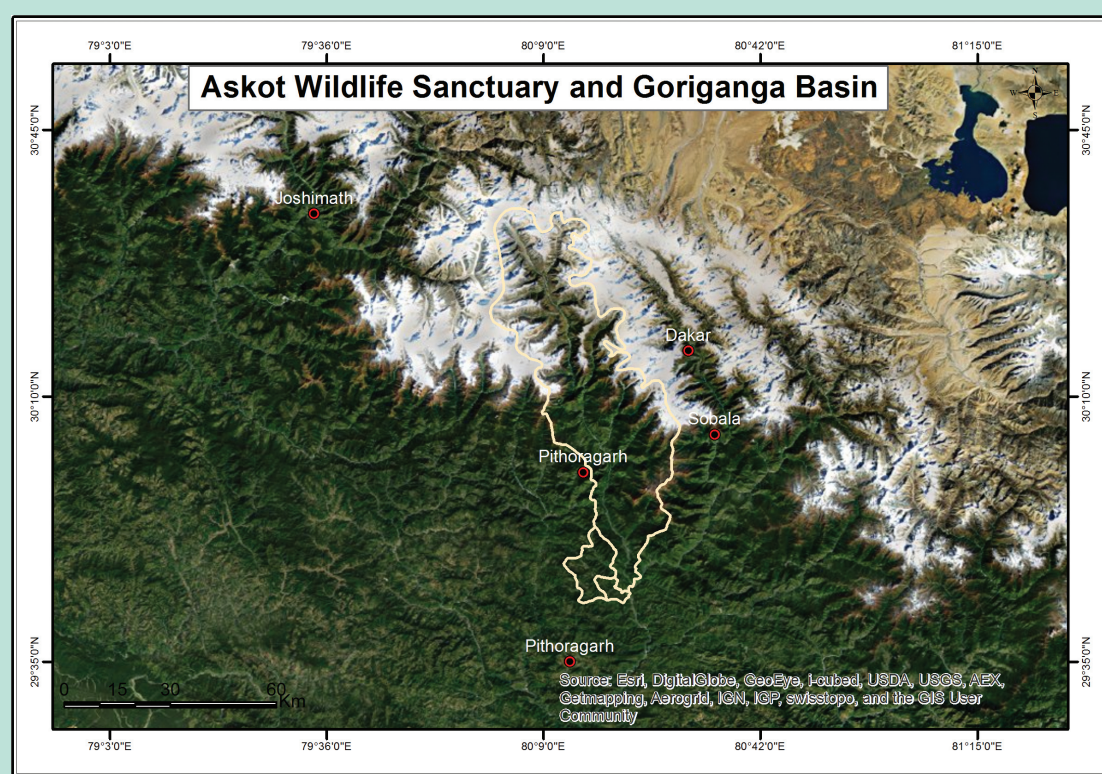 79°3'0"E 79°36'0"E 80°9'0"E 80°42'0"E 81°15'0"E
Askot Wildlife Sanctuary and Goriganga Basin
N
W E
S
30°45'0"N 30°45'0"N
Joshimath
Dakar
30°10'0"N 30°10'0"N
Sobala
Pithoragarh
Pithoragarh
29°35'0"N 29°35'0"N
Source: Esri, DigitalGlobe, GeoEye, i-cubed, USDA, USGS, AEX,
Getmapping, Aerogrid, IGN, IGP, swisstopo, and the GIS User
Community
0 15 30 60
Km
79°3'0"E 79°36'0"E 80°9'0"E 80°42'0"E 81°15'0"E